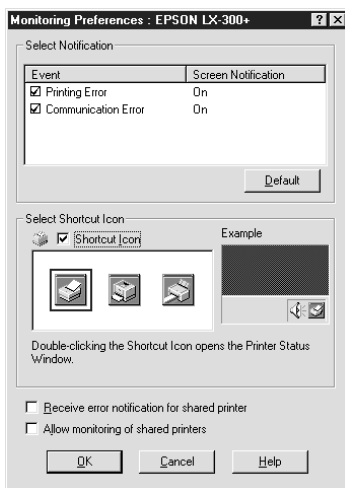 Monitoring Preferences : EPSON LX-300+
Select Notification
Event Screen Notification
Printing Error On
Communication Error On
Default
Select Shortcut Icon
Shortcut Icon Example
Double-clicking the Shortcut Icon opens the Printer Status
Window.
Receive error notification for shared printer
Allow monitoring of shared printers
OK Cancel Help